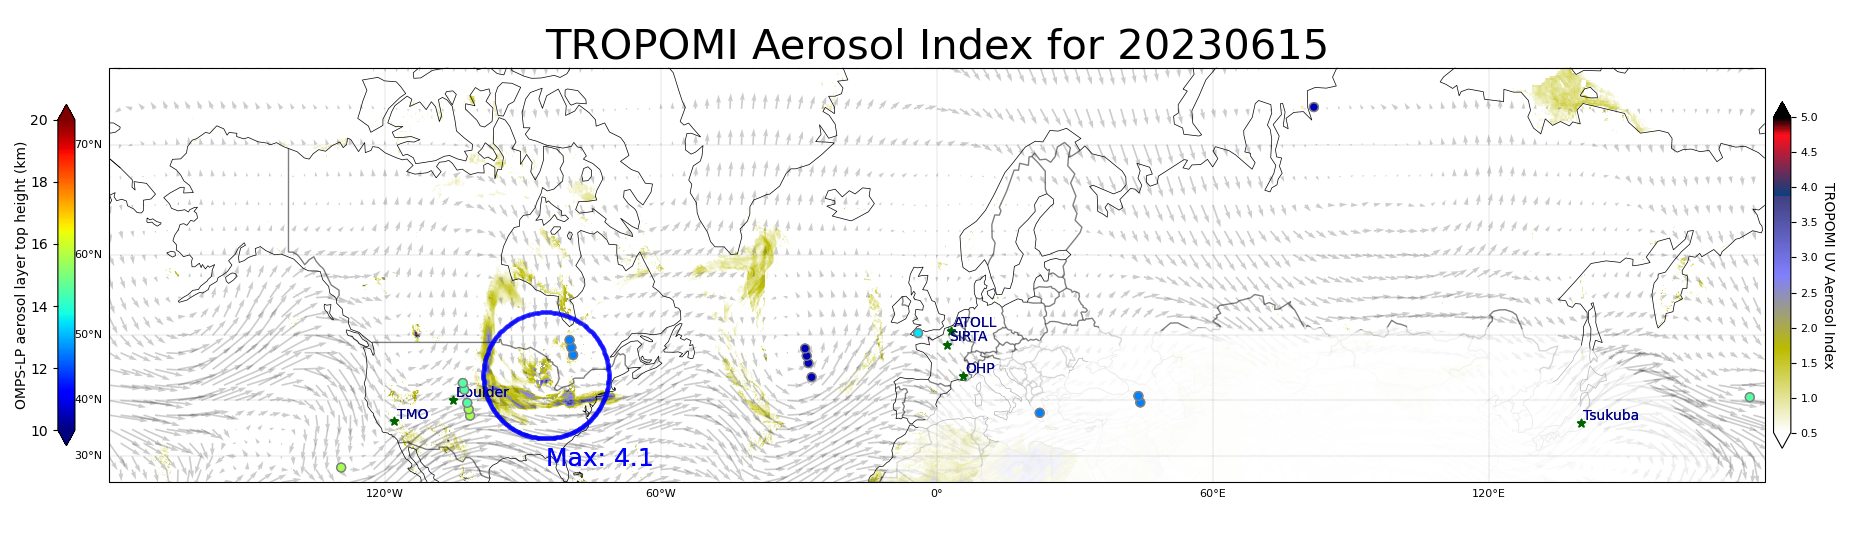 TROPOMI Aerosol Index for 20230615
OMPS-LP aerosol layer top height (km)
20
18
16
14
12
10
70°N
60°N
50°N
40°N
30°N
120°W
60°W
0°
60°E
120°E
ATOLL
SIRTA
OHP
Boulder
TMO
Tsukuba
Max: 4.1
5.0
4.5
4.0
3.5
3.0
2.5
2.0
1.5
1.0
0.5
TROPOMI UV Aerosol Index